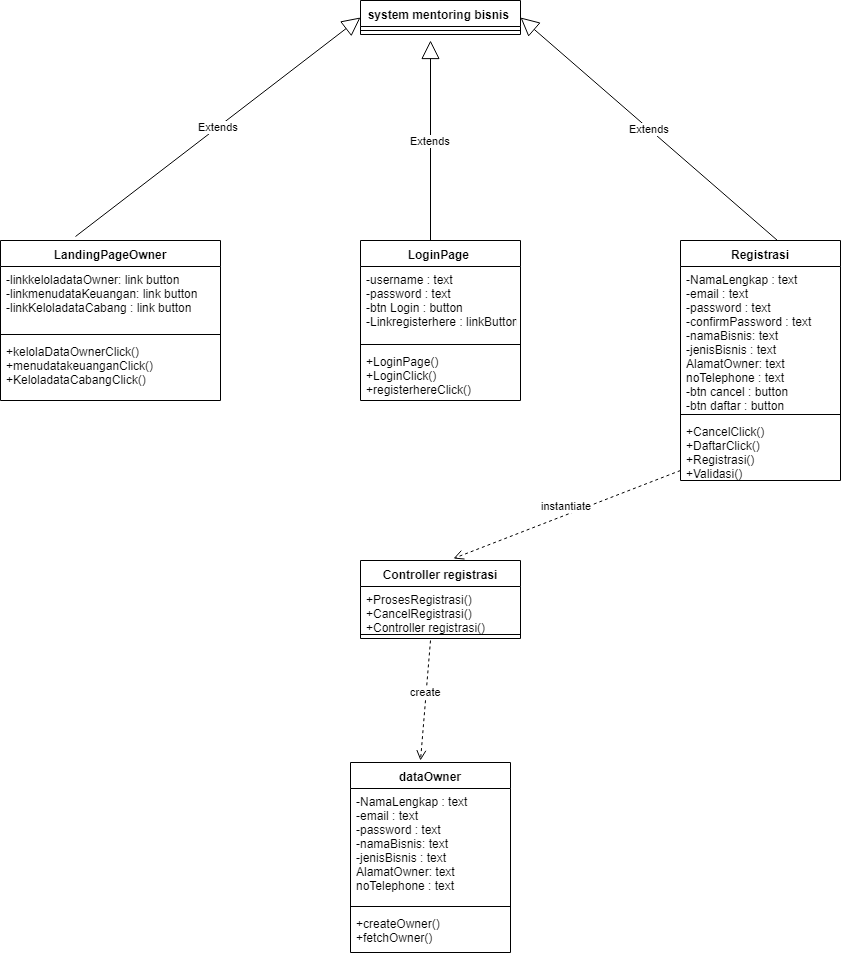 system mentoring bisnis
Extends
Extends
Extends
LandingPageOwner
-linkkeloladataOwner: link button
-linkmenudataKeuangan: link button
-linkKeloladataCabang : link button
+kelolaDataOwnerClick()
+menudatakeuanganClick()
+KeloladataCabangClick()
LoginPage
-username : text
-password : text
-btn Login : button
-Linkregisterhere : linkButtor
+LoginPage()
+LoginClick()
+registerhereClick()
Registrasi
-NamaLengkap : text
-email : text
-password : text
-confirmPassword : text
-namaBisnis: text
-jenisBisnis : text
AlamatOwner: text
noTelephone : text
-btn cancel : button
-btn daftar : button
+CancelClick()
+DaftarClick()
+Registrasi()
+Validasi()
instantiate
Controller registrasi
+ProsesRegistrasi()
+CancelRegistrasi()
+Controller registrasi()
create
dataOwner
-NamaLengkap : text
-email : text
-password : text
-namaBisnis: text
-jenisBisnis : text
AlamatOwner: text
noTelephone : text
+createOwner()
+fetchOwner()